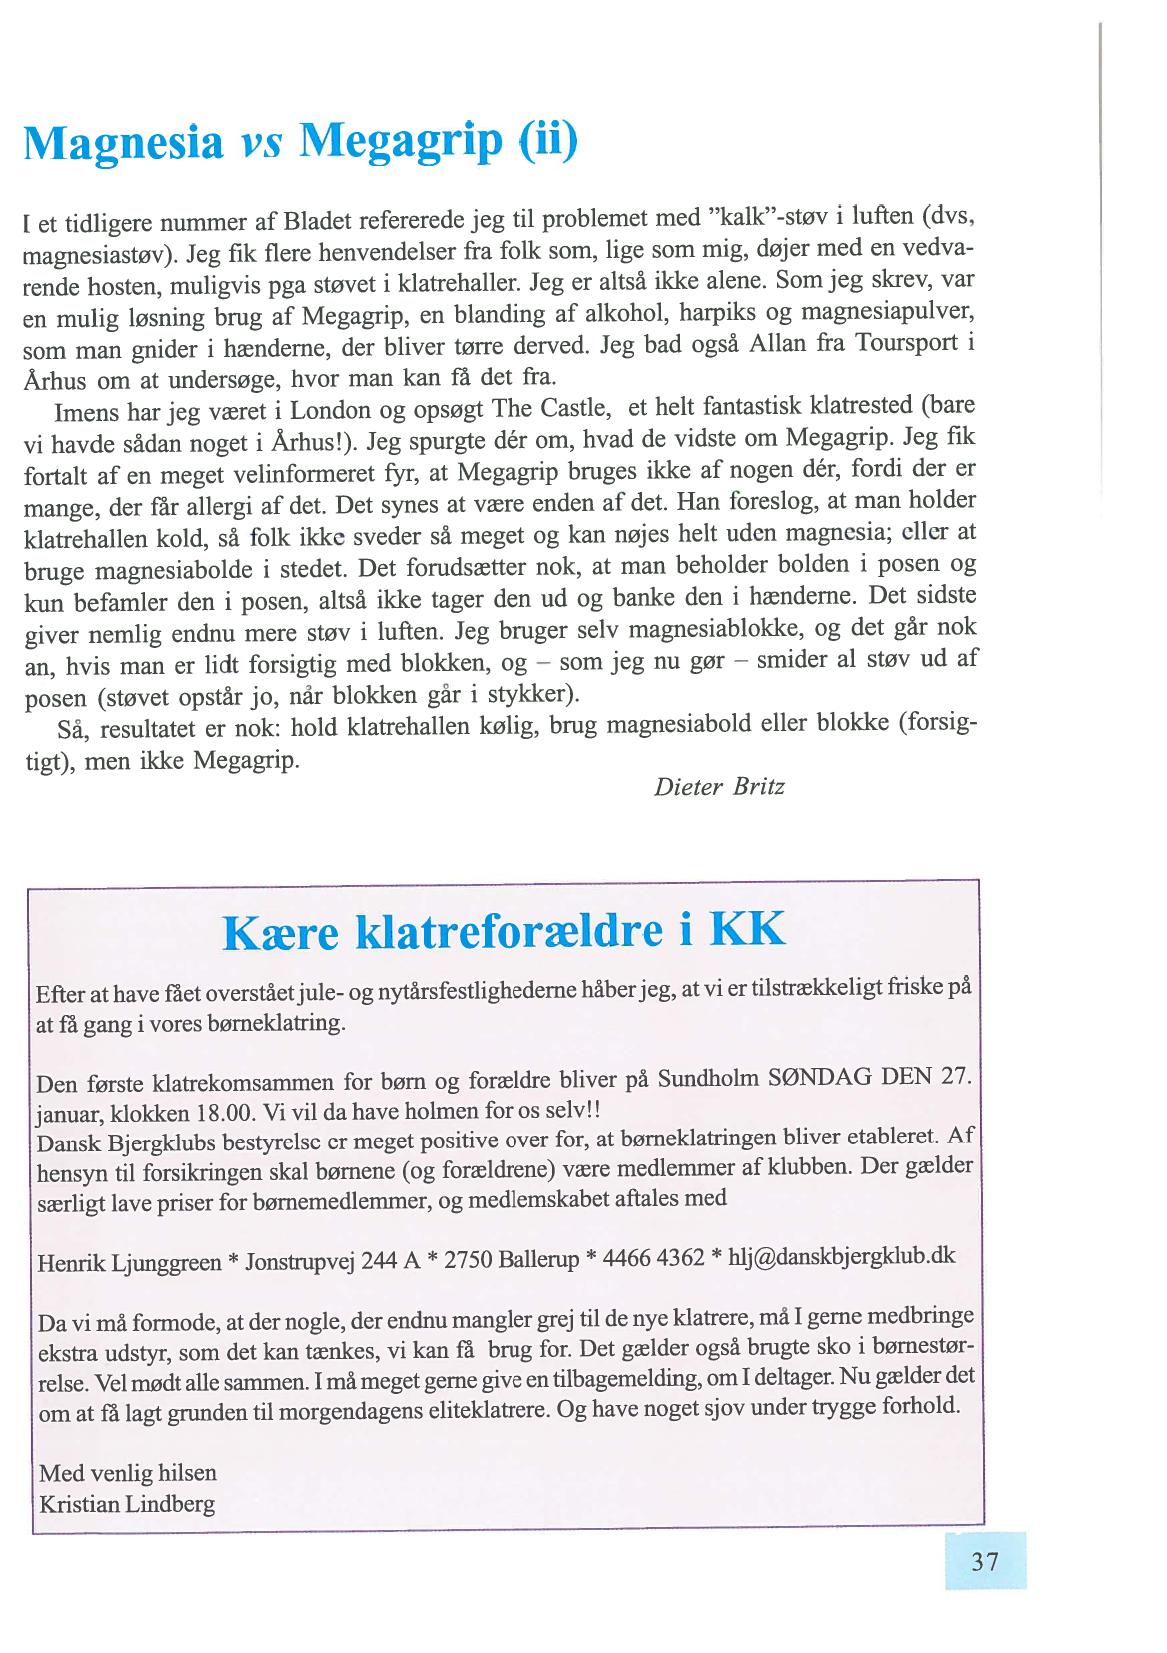 Magnesia vs Megagrip (ii)
I et tidligere nummer af Bladet refererede jeg til problemet med ”kalk”-støv i luften (dvs,
magnesiastøv). Jeg fik flere henvendelser fra folk som, lige som mig, døjer med en vedva-
rende hosten, muligvis pga støvet i klatrehaller. Jeg er altså ikke alene. Som jeg skrev, var
en mulig løsning brug af Megagrip, en blanding af alkohol, harpiks og magnesiapulver,
som man gnider i hænderne, der bliver tørre derved. Jeg bad også Allan fra Toursport i
Århus om at undersøge, hvor man kan få det fra.
Imens har jeg været i London og opsøgt The Castle, et helt fantastisk klatrested (bare
vi havde sådan noget i Århus!). Jeg spurgte dér om, hvad de vidste om Megagrip. Jeg fik
fortalt af en meget velinformeret fyr, at Megagrip bruges ikke af nogen dér, fordi der er
mange, der får allergi af det. Det synes at være enden af det. Han foreslog, at man holder
klatrehallen kold, så folk ikke sveder så meget og kan nøjes helt uden magnesia; eller at
bruge magnesiabolde i stedet. Det forudsætter nok, at man beholder bolden i posen og
kun befamler den i posen, altså ikke tager den ud og banke den i hænderne. Det sidste
giver nemlig endnu mere støv i luften. Jeg bruger selv magnesiablokke, og det går nok
an, hvis man er lidt forsigtig med blokken, og – som jeg nu gør – smider al støv ud af
posen (støvet opstår jo, når blokken går i stykker).
Så, resultatet er nok: hold klatrehallen kølig, brug magnesiabold eller blokke (forsig-
tigt), men ikke Megagrip.
Dieter Britz
Kære klatreforældre i KK
Efter at have fået overstået jule- og nytårsfestlighederne håber jeg, at vi er tilstrækkeligt friske på
at få gang i vores børneklatring.
Den første klatrekomsammen for børn og forældre bliver på Sundholm SØNDAG DEN 27.
januar, klokken 18.00. Vi vil da have holmen for os selv!!
Dansk Bjergklubs bestyrelse er meget positive over for, at børneklatringen bliver etableret. Af
hensyn til forsikringen skal børnene (og forældrene) være medlemmer af klubben. Der gælder
særligt lave priser for børnemedlemmer, og medlemskabet aftales med
Henrik Ljunggreen * Jonstrupvej 244 A * 2750 Ballerup * 4466 4362 * hlj@danskbjergklub.dk
Da vi må formode, at der nogle, der endnu mangler grej til de nye klatrere, må I gerne medbringe
ekstra udstyr, som det kan tænkes, vi kan få brug for. Det gælder også brugte sko i børnestør-
relse. Vel mødt alle sammen. I må meget gerne give en tilbagemelding, om I deltager. Nu gælder det
om at få lagt grunden til morgendagens eliteklatrere. Og have noget sjov under trygge forhold.
Med venlig hilsen
Kristian Lindberg
37